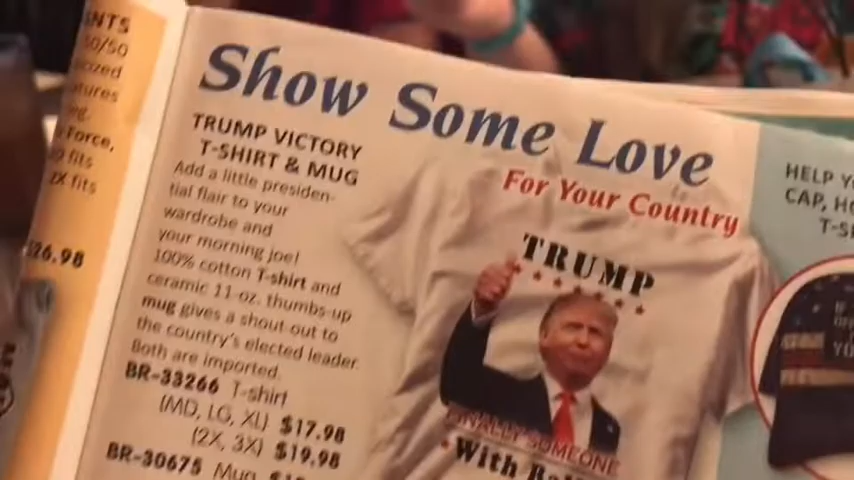 NTS
50/50
atures
Force,
fits
2X fits
$26.98
Show Some Love
For Your Country
TRUMP VICTORY
T-SHIRT & MUG
Add a little presiden-
tial flair to your
wardrobe and
your morning joe!
100% cotton T-shirt and
ceramic 11-oz. thumbs-up
mug gives a shout out to
the country's elected leader.
Both are imported.
BR-33266 T-shirt
(MD, LG, XL) $17.98
(2X, 3X) $19.98
BR-30675 Mug
TRUMP
FINALLY SOMEONE
With
HELP Y
CAP, HO
T-S